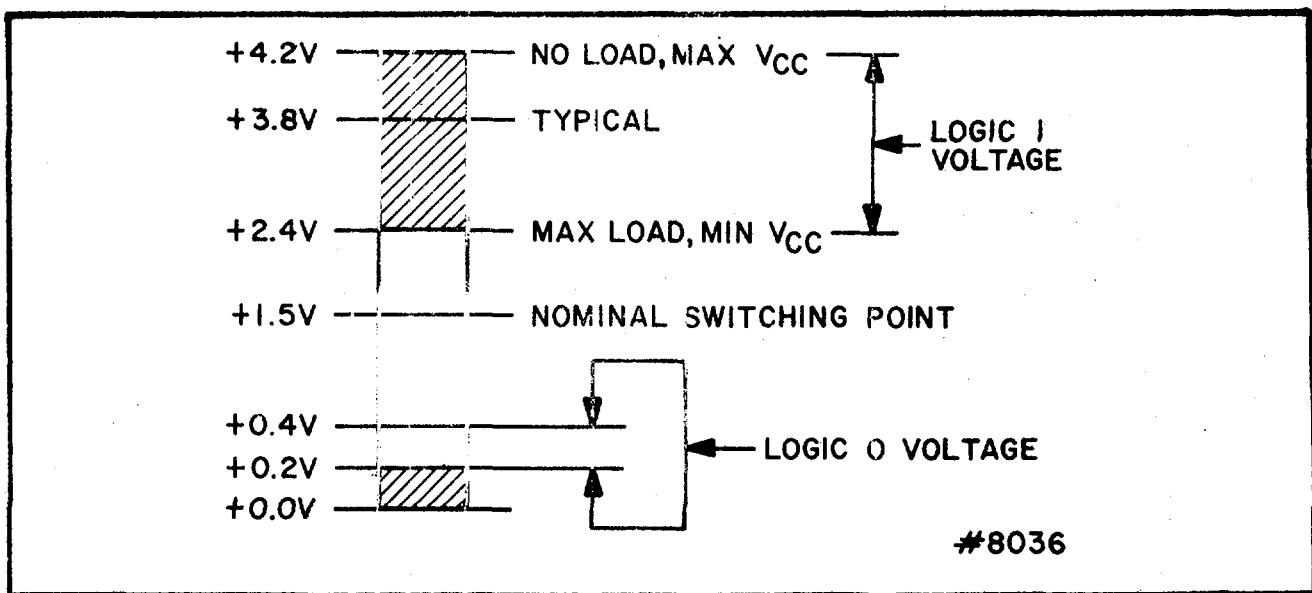 +4.2V NO LOAD, MAX VCC
+3.8V TYPICAL
LOGIC 1
VOLTAGE
+2.4V MAX LOAD, MIN VCC
+1.5V NOMINAL SWITCHING POINT
+0.4V
LOGIC 0 VOLTAGE
+0.2V
+0.0V
#8036